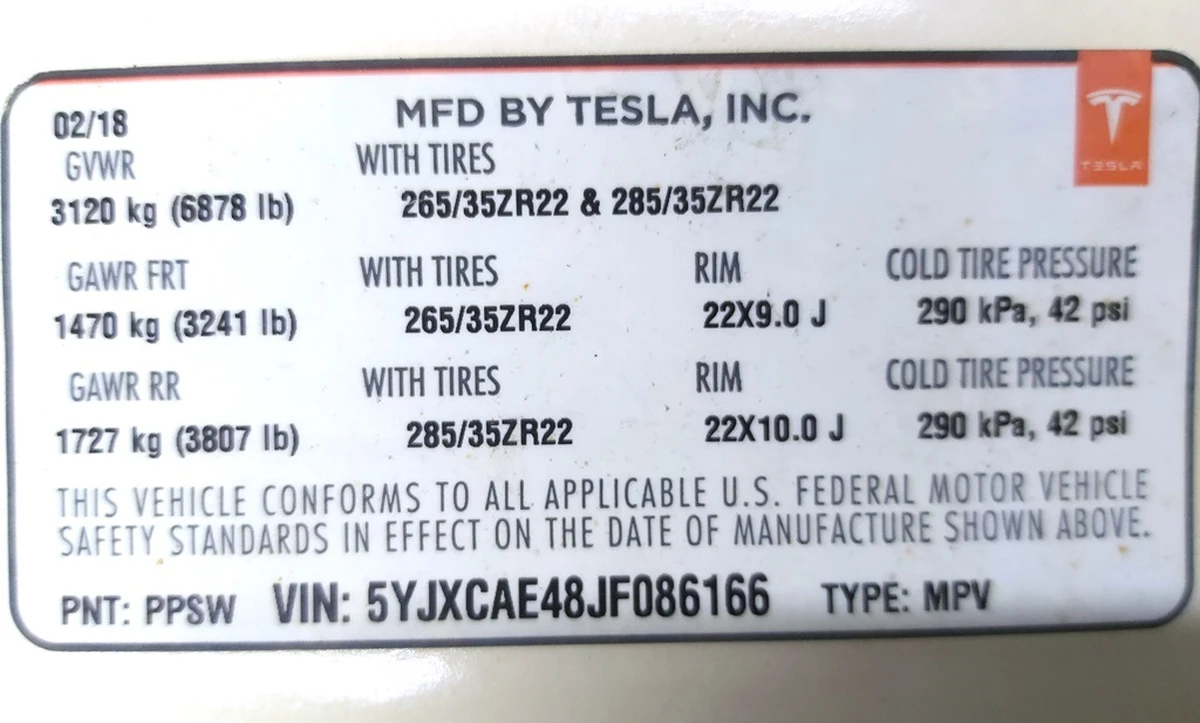 02/18 MFD BY TESLA, INC.
TESLA
GVWR WITH TIRES
3120 kg (6878 lb) 265/35ZR22 & 285/35ZR22
GAWR FRT WITH TIRES RIM COLD TIRE PRESSURE
1470 kg (3241 lb) 265/35ZR22 22X9.0 J 290 kPa, 42 psi
GAWR RR WITH TIRES RIM COLD TIRE PRESSURE
1727 kg (3807 lb) 285/35ZR22 22X10.0 J 290 kPa, 42 psi
THIS VEHICLE CONFORMS TO ALL APPLICABLE U.S. FEDERAL MOTOR VEHICLE
SAFETY STANDARDS IN EFFECT ON THE DATE OF MANUFACTURE SHOWN ABOVE.
PNT: PPSW VIN: 5YJXCAE48JF086166 TYPE: MPV